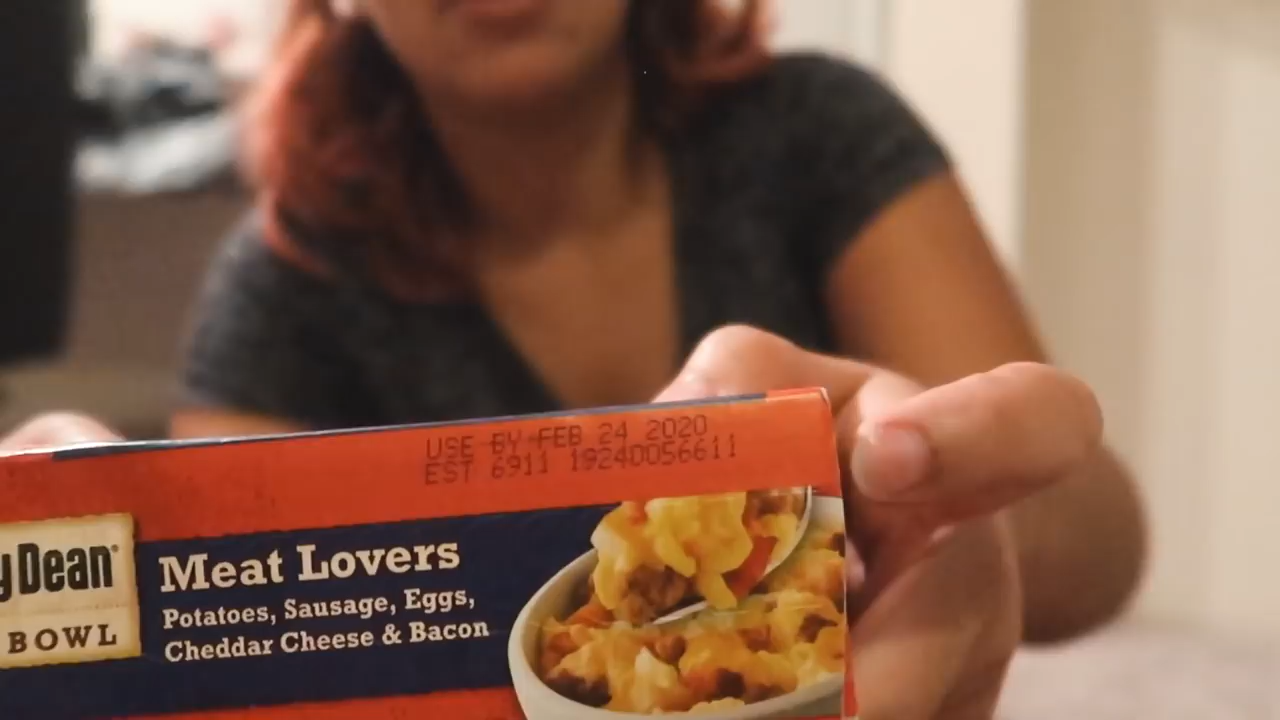 USE BY FEB 24 2020
EST 6911 19240056611
y Dean®
BOWL
Meat Lovers
Potatoes, Sausage, Eggs,
Cheddar Cheese & Bacon